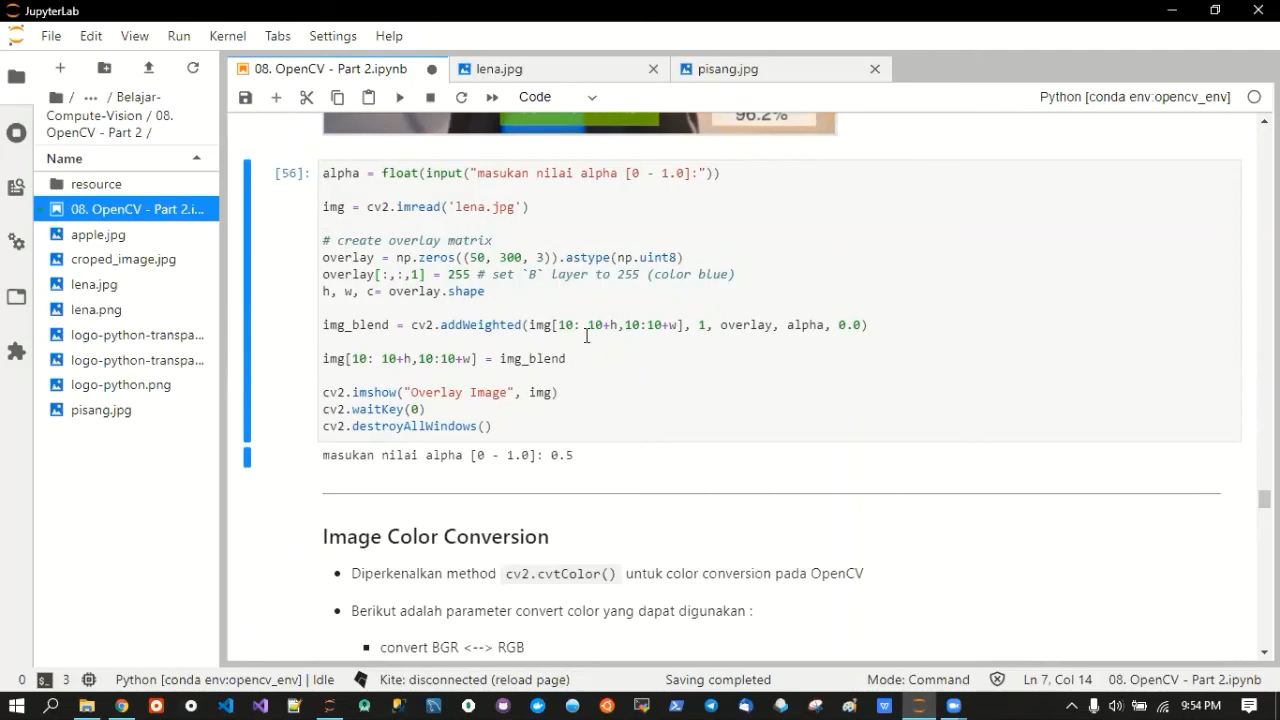 JupyterLab
File Edit View Run Kernel Tabs Settings Help
08. OpenCV - Part 2.ipynb
lena.jpg
pisang.jpg
/ ... / Belajar-
Compute-Vision / 08.
OpenCV - Part 2 /
Code
Python [conda env:opencv_env]
Name
resource
08. OpenCV - Part 2.i...
apple.jpg
croped_image.jpg
lena.jpg
lena.png
logo-python-transpa...
logo-python-transpa...
logo-python.png
pisang.jpg
96.2%
[56]:
alpha = float(input("masukan nilai alpha [0 - 1.0]:"))
img = cv2.imread('lena.jpg')
# create overlay matrix
overlay = np.zeros((50, 300, 3)).astype(np.uint8)
overlay[:,:,1] = 255 # set `B` layer to 255 (color blue)
h, w, c= overlay.shape
img_blend = cv2.addWeighted(img[10: 10+h,10:10+w], 1, overlay, alpha, 0.0)
img[10: 10+h,10:10+w] = img_blend
cv2.imshow("Overlay Image", img)
cv2.waitKey(0)
cv2.destroyAllWindows()
masukan nilai alpha [0 - 1.0]: 0.5
Image Color Conversion
Diperkenalkan method cv2.cvtColor() untuk color conversion pada OpenCV
Berikut adalah parameter convert color yang dapat digunakan :
convert BGR <--> RGB
0 3 Python [conda env:opencv_env] | Idle Kite: disconnected (reload page) Saving completed Mode: Command Ln 7, Col 14 08. OpenCV - Part 2.ipynb
9:54 PM